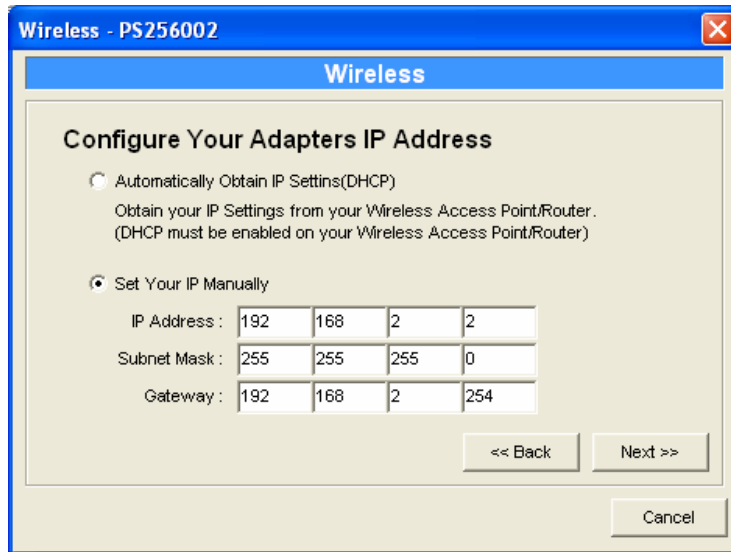 Wireless - PS256002
Wireless
Configure Your Adapters IP Address
Automatically Obtain IP Settins(DHCP)
Obtain your IP Settings from your Wireless Access Point/Router.
(DHCP must be enabled on your Wireless Access Point/Router)
Set Your IP Manually
IP Address : 192 168 2 2
Subnet Mask : 255 255 255 0
Gateway : 192 168 2 254
<< Back Next >>
Cancel